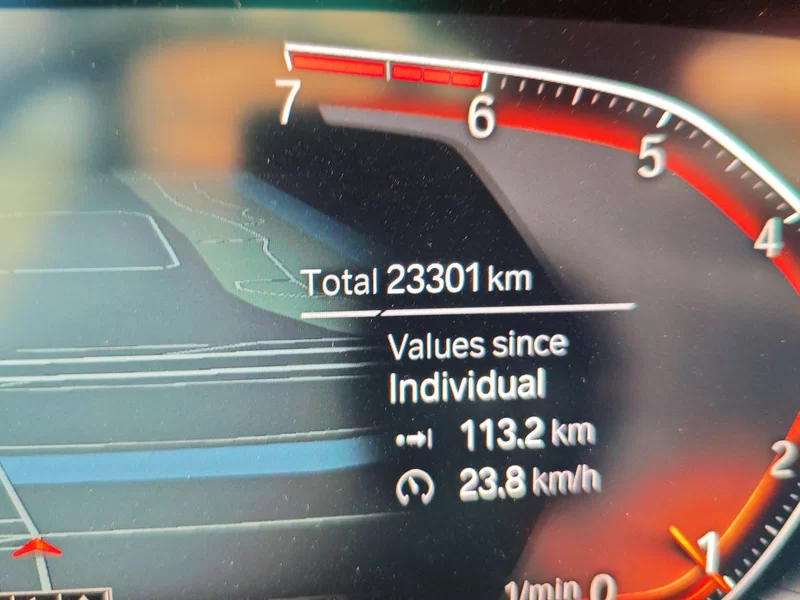 7
6
5
4
Total 23301 km
Values since
Individual
113.2 km
2
23.8 km/h
1
1/min 0